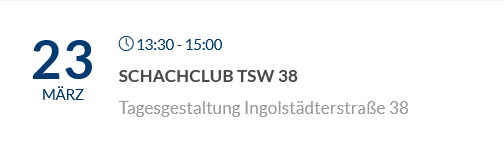 23
MÄRZ
13:30 - 15:00
SCHACHCLUB TSW 38
Tagesgestaltung Ingolstädterstraße 38